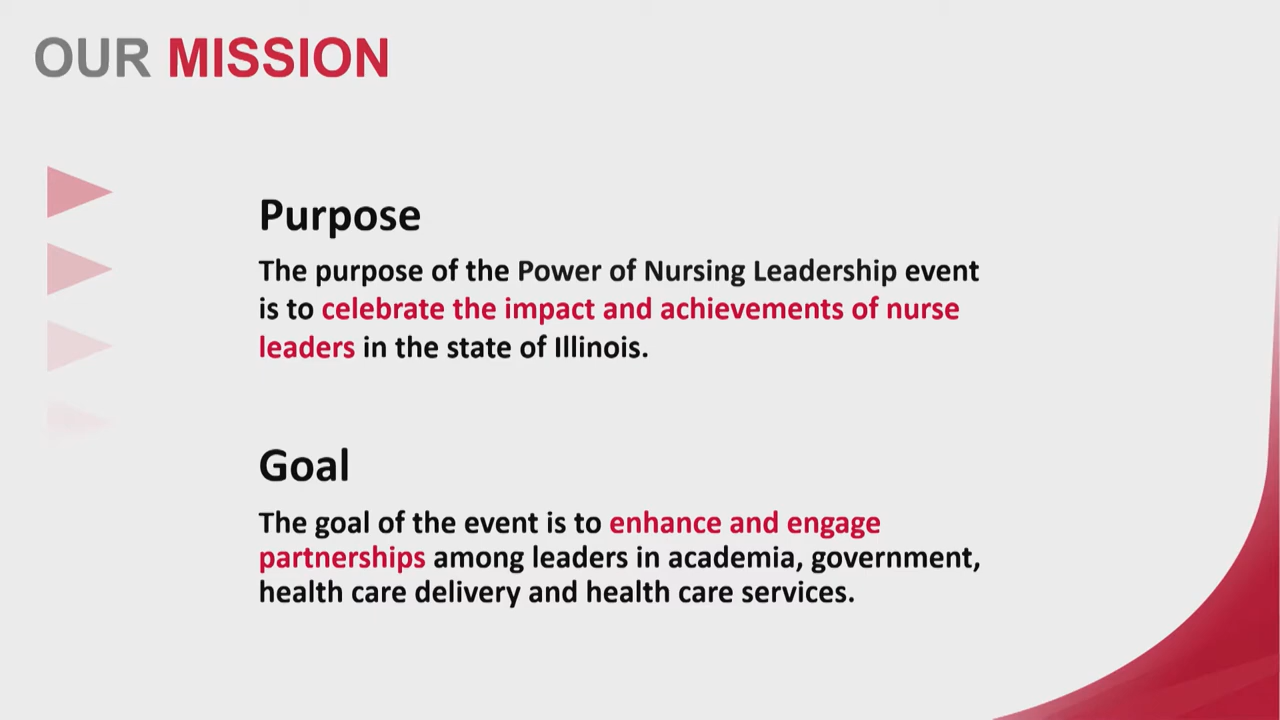 OUR MISSION
Purpose
The purpose of the Power of Nursing Leadership event
is to celebrate the impact and achievements of nurse
leaders in the state of Illinois.
Goal
The goal of the event is to enhance and engage
partnerships among leaders in academia, government,
health care delivery and health care services.